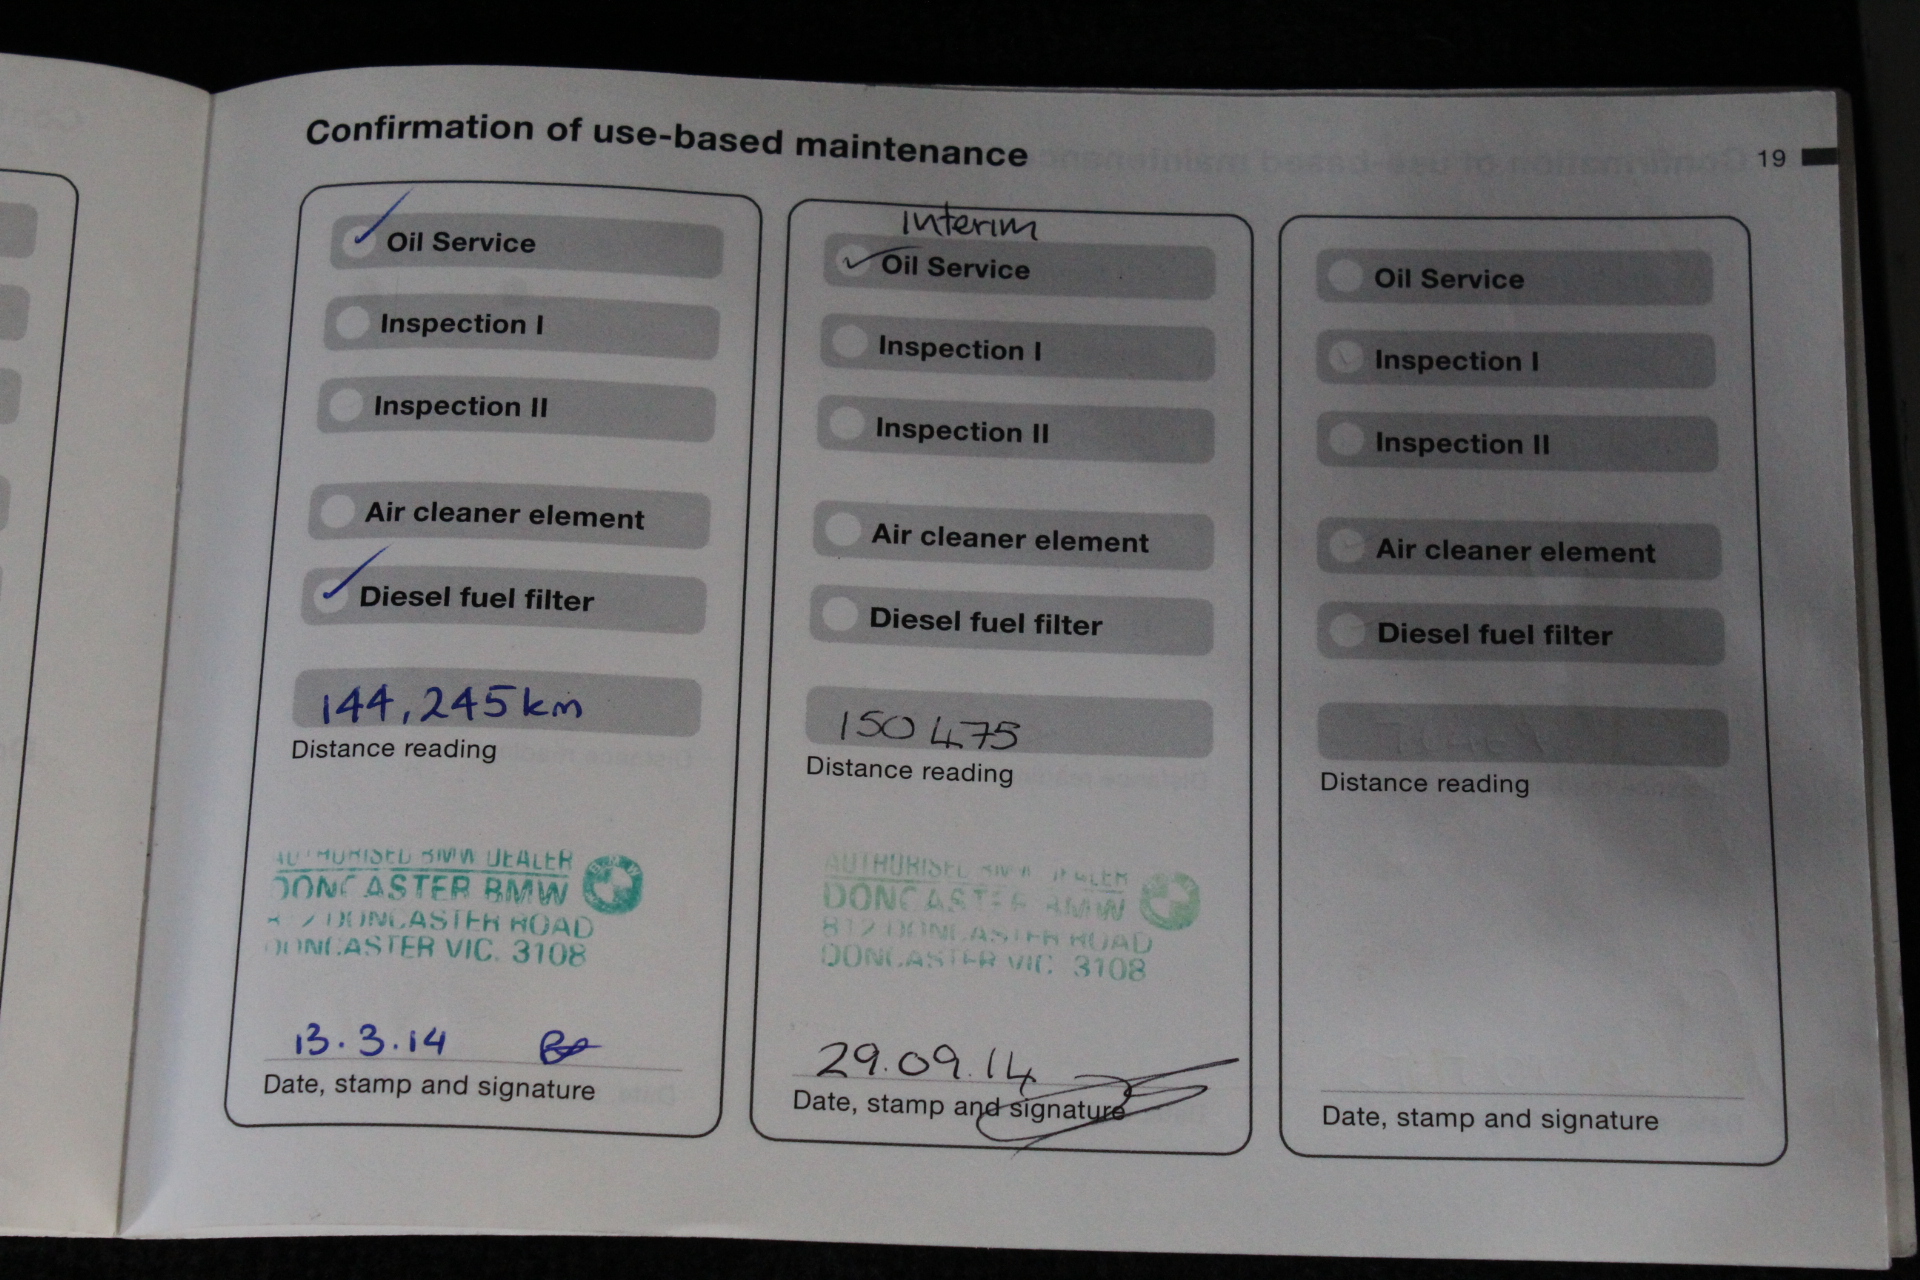 Confirmation of use-based maintenance
19
Oil Service
Inspection I
Inspection II
Air cleaner element
Diesel fuel filter
144,245 km
Distance reading
AUTHORISED BMW DEALER
DONCASTER BMW
DONCASTER ROAD
DONCASTER VIC. 3108
13.3.14
Date, stamp and signature
Interim
Oil Service
Inspection I
Inspection II
Air cleaner element
Diesel fuel filter
150 475
Distance reading
AUTHORISED BMW DEALER
DONCASTER BMW
812 DONCASTER ROAD
DONCASTER VIC. 3108
29.09.14
Date, stamp and signature
Oil Service
Inspection I
Inspection II
Air cleaner element
Diesel fuel filter
Distance reading
Date, stamp and signature